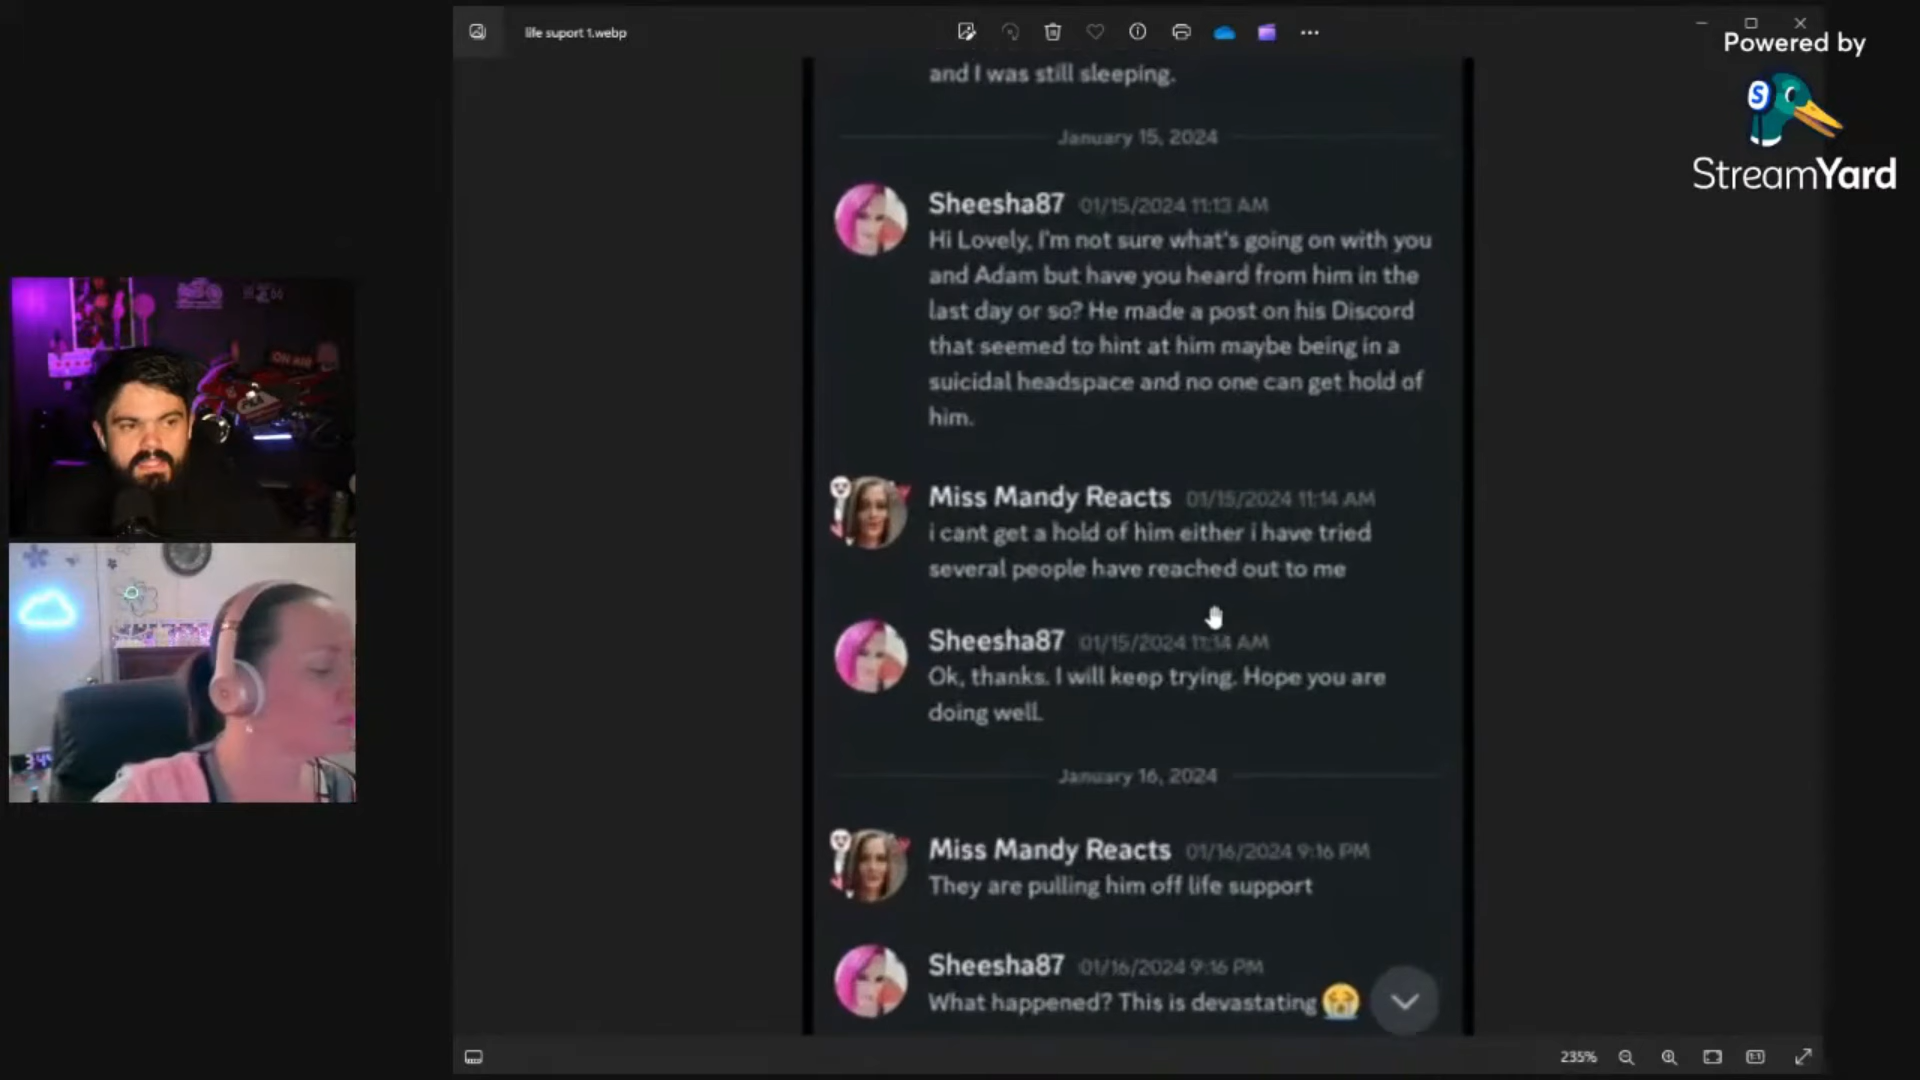 life suport 1.webp
Powered by
StreamYard
and I was still sleeping.
January 15, 2024
Sheesha87 01/15/2024 11:13 AM
Hi Lovely, I'm not sure what's going on with you
and Adam but have you heard from him in the
last day or so? He made a post on his Discord
that seemed to hint at him maybe being in a
suicidal headspace and no one can get hold of
him.
Miss Mandy Reacts 01/15/2024 11:14 AM
i cant get a hold of him either i have tried
several people have reached out to me
Sheesha87 01/15/2024 11:14 AM
Ok, thanks. I will keep trying. Hope you are
doing well.
January 16, 2024
Miss Mandy Reacts 01/16/2024 9:16 PM
They are pulling him off life support
Sheesha87 01/16/2024 9:16 PM
What happened? This is devastating 😭
ON AIR
235%